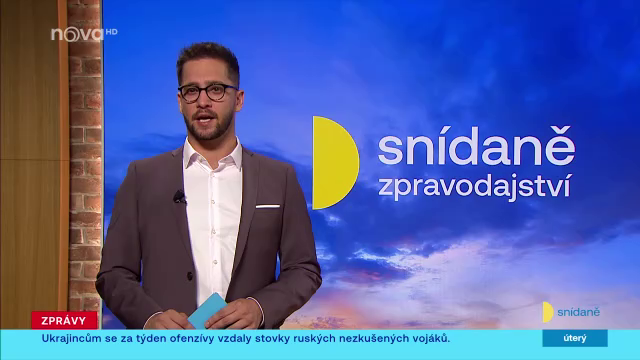 nova HD
snídaně
zpravodajství
ZPRÁVY
snídaně
Ukrajincům se za týden ofenzívy vzdaly stovky ruských nezkušených vojáků.
úterý